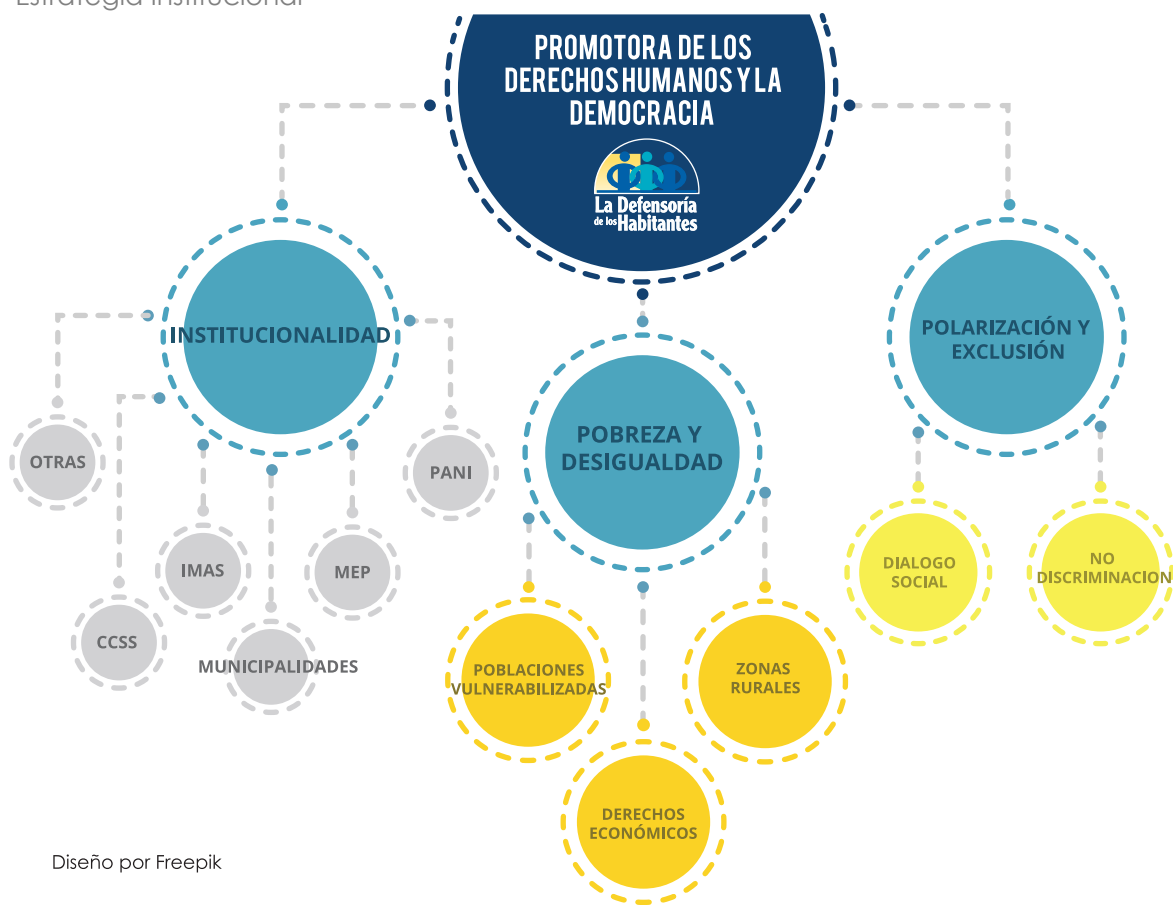 Estrategia Institucional
PROMOTORA DE LOS
DERECHOS HUMANOS Y LA
DEMOCRACIA
La Defensoría
de los Habitantes
INSTITUCIONALIDAD
POLARIZACIÓN Y
EXCLUSIÓN
POBREZA Y
DESIGUALDAD
OTRAS
PANI
IMAS
MEP
CCSS
MUNICIPALIDADES
DIALOGO
SOCIAL
NO
DISCRIMINACION
POBLACIONES
VULNERABILIZADAS
ZONAS
RURALES
DERECHOS
ECONÓMICOS
Diseño por Freepik